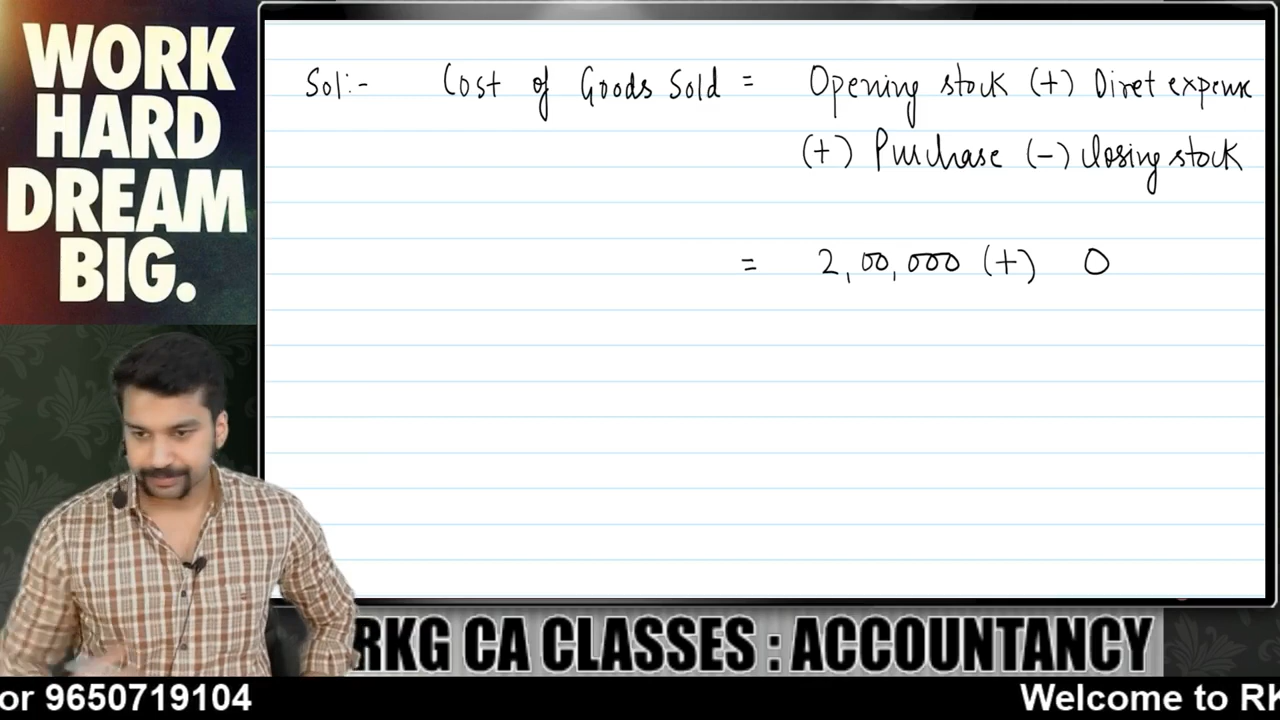 WORK
HARD
DREAM
BIG.
Sol:- Cost of Goods Sold = Opening stock (+) Diret expense
(+) Purchase (-) Closing stock
= 2,00,000 (+) 0
RKG CA CLASSES : ACCOUNTANCY
or 9650719104 Welcome to RK